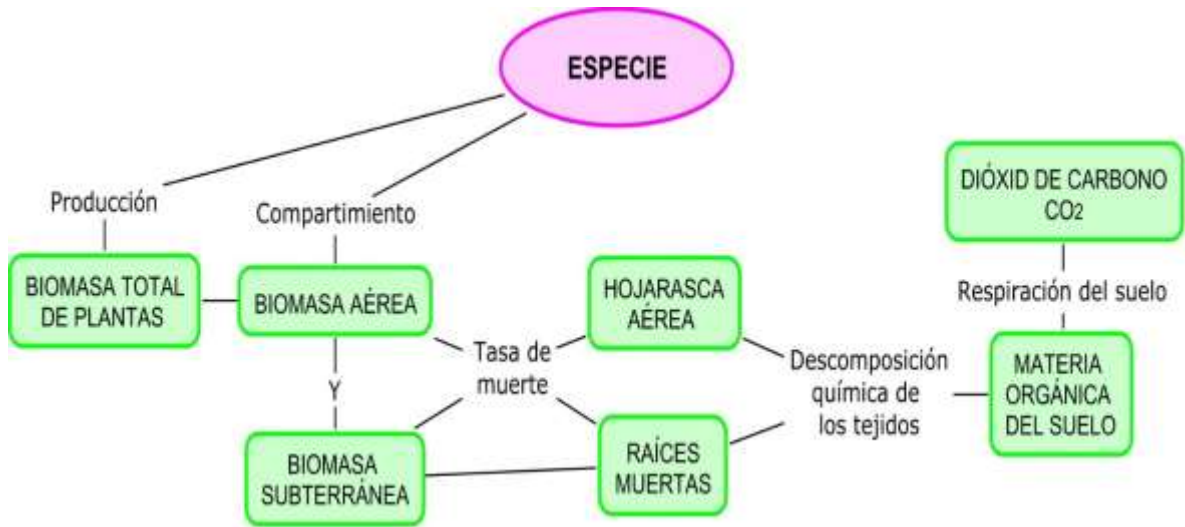 ESPECIE
Producción
Compartimiento
BIOMASA TOTAL
DE PLANTAS
BIOMASA AÉREA
Y
BIOMASA
SUBTERRÁNEA
Tasa de
muerte
HOJARASCA
AÉREA
RAÍCES
MUERTAS
Descomposición
química de
los tejidos
DIÓXID DE CARBONO
CO2
Respiración del suelo
MATERIA
ORGÁNICA
DEL SUELO